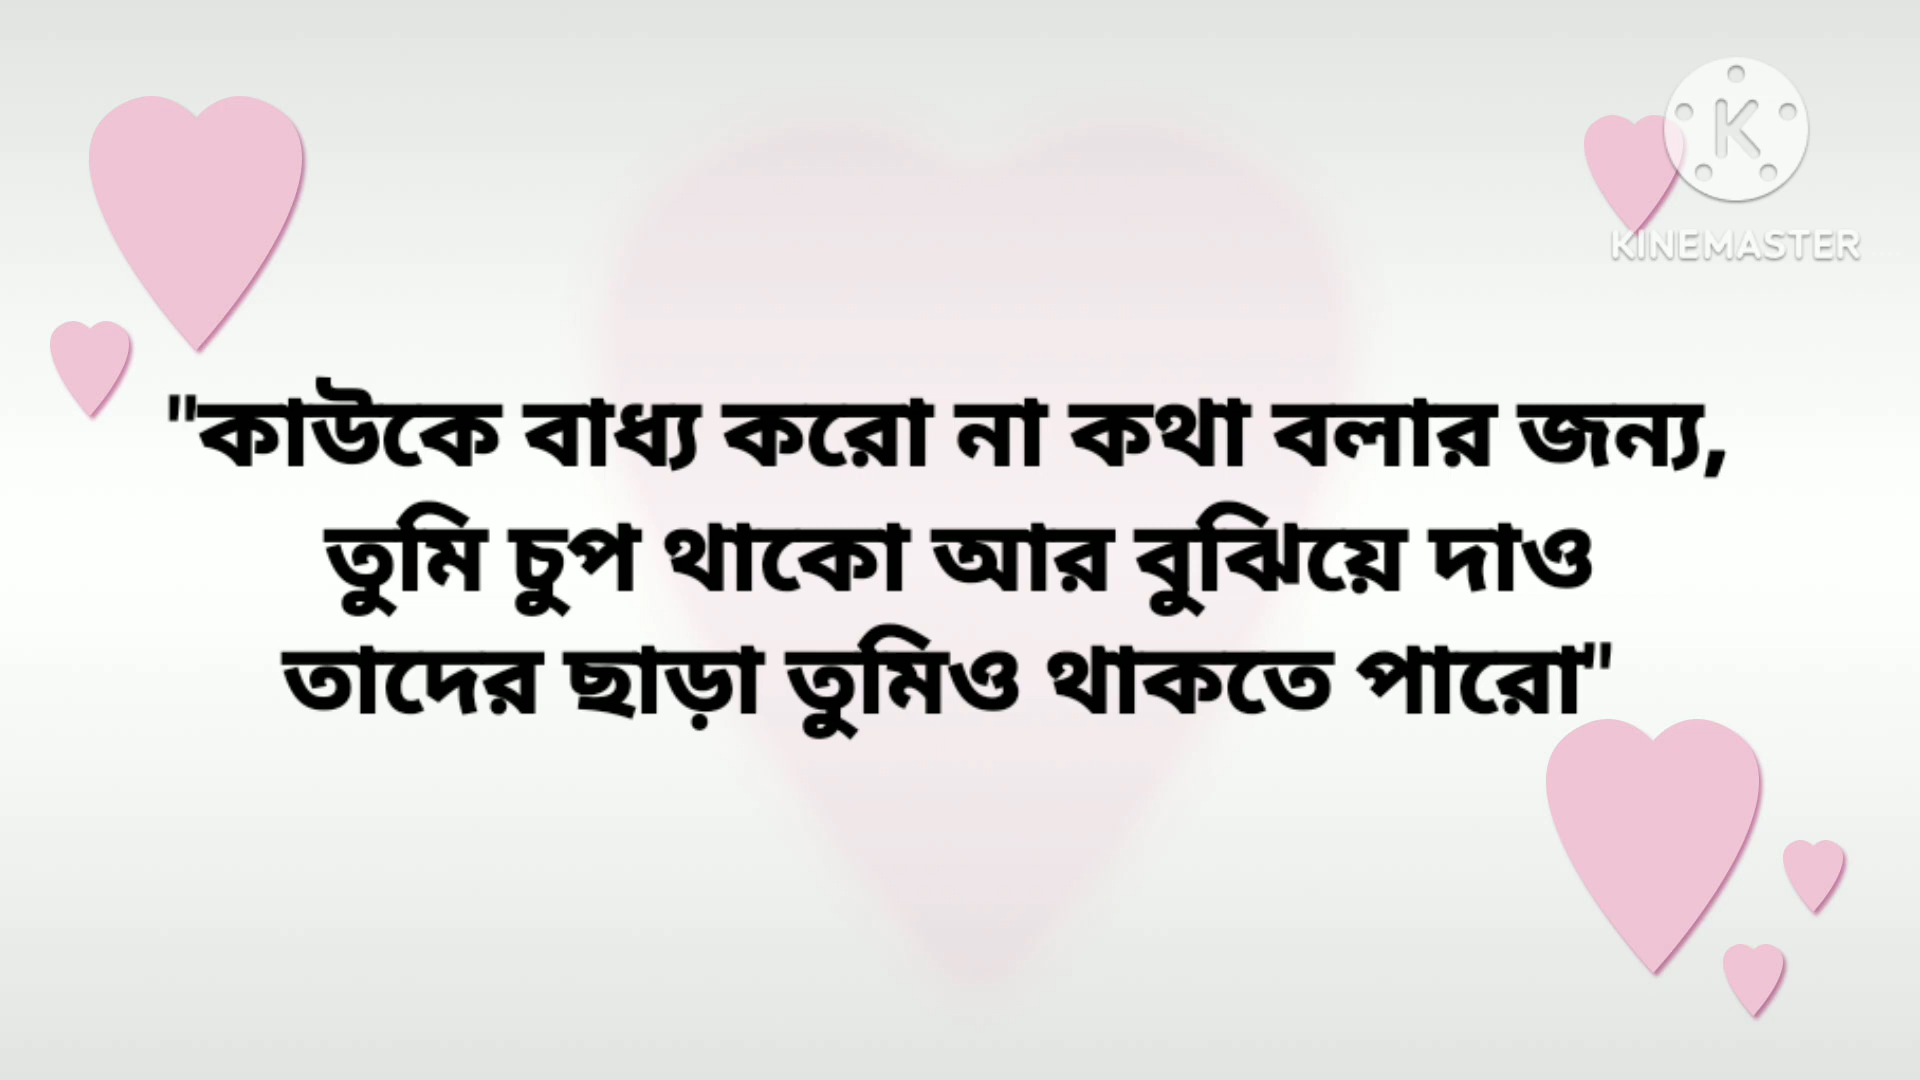 K
KINEMASTER
"কাউকে বাধ্য করো না কথা বলার জন্য,
তুমি চুপ থাকো আর বুঝিয়ে দাও
তাদের ছাড়া তুমিও থাকতে পারো"